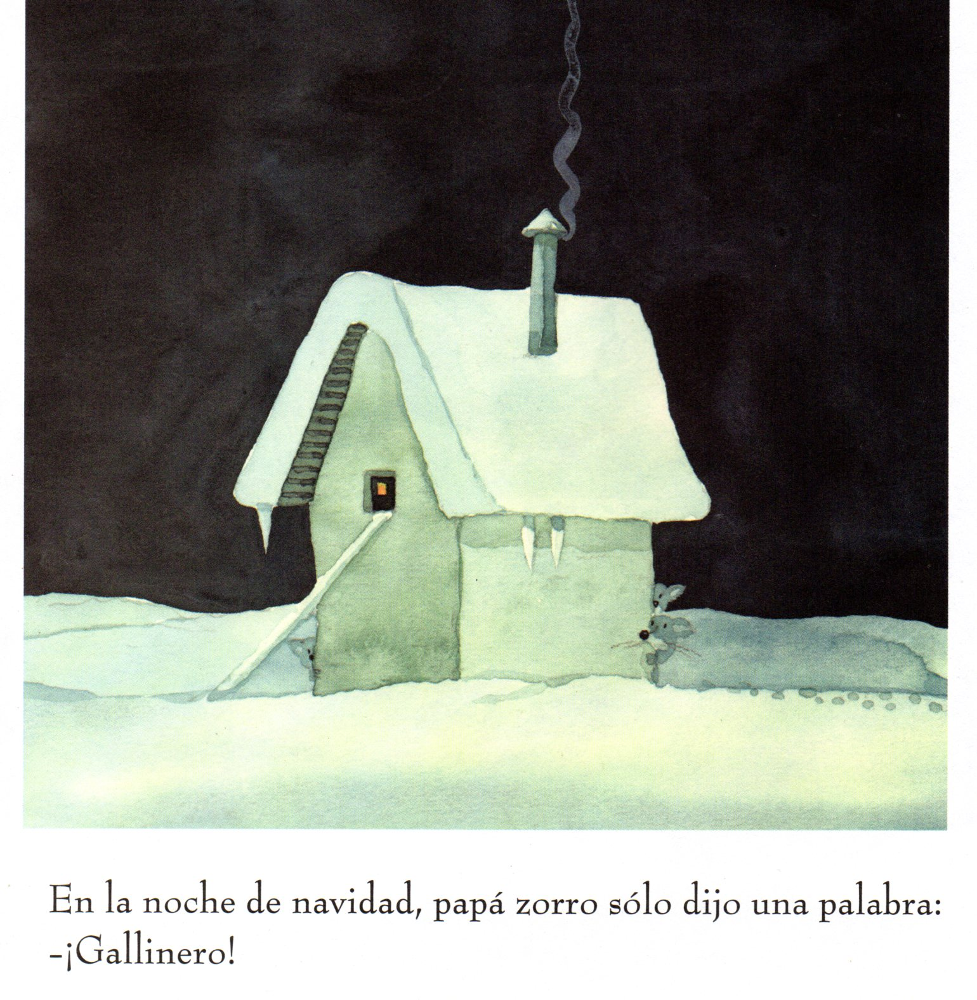 En la noche de navidad, papá zorro sólo dijo una palabra:
-¡Gallinero!